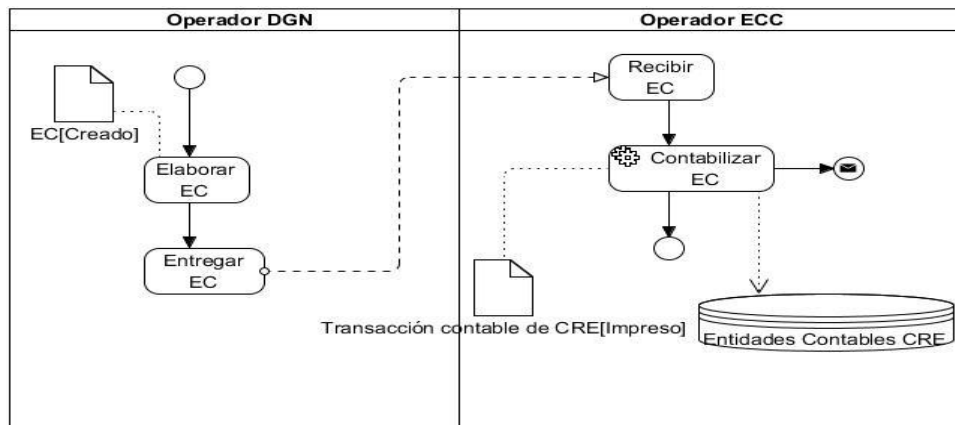 Operador DGN
Operador ECC
EC[Creado]
Elaborar
EC
Entregar
EC
Recibir
EC
Contabilizar
EC
Transacción contable de CRE[Impreso]
Entidades Contables CRE